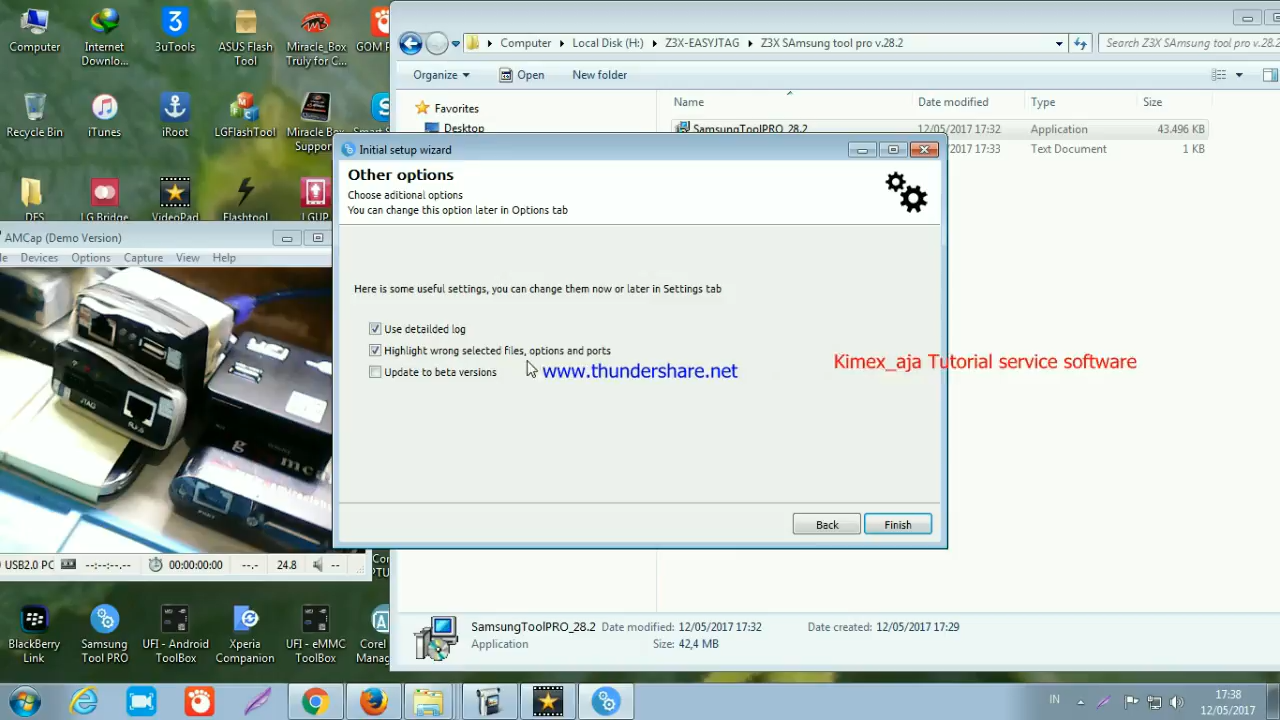 Computer
Internet
Downlo...
3uTools
ASUS Flash
Tool
Miracle_Box
Truly for C...
GOM P
Recycle Bin
iTunes
iRoot
LGFlashTool
Miracle Box
Suppor
Smart S
DFS
LG Bridge
VideoPad
Flashtool
LGUP
Computer
Local Disk (H:)
Z3X-EASYJTAG
Z3X SAmsung tool pro v.28.2
Search Z3X SAmsung tool pro v.28.2
Organize
Open
New folder
Favorites
Desktop
Name
Date modified
Type
Size
SamsungToolPRO_28.2
12/05/2017 17:32
Application
43.496 KB
/2017 17:33
Text Document
1 KB
Initial setup wizard
Other options
Choose aditional options
You can change this option later in Options tab
Here is some useful settings, you can change them now or later in Settings tab
Use detailded log
Highlight wrong selected files, options and ports
Update to beta versions
www.thundershare.net
Kimex_aja Tutorial service software
Back
Finish
AMCap (Demo Version)
le Devices Options Capture View Help
JTAG
USB2.0 PC
--:--:--.--
00:00:00:00
--.-
24.8
--
BlackBerry
Link
Samsung
Tool PRO
UFI - Android
ToolBox
Xperia
Companion
UFI - eMMC
ToolBox
Corel
Manag
SamsungToolPRO_28.2
Date modified: 12/05/2017 17:32
Date created: 12/05/2017 17:29
Application
Size: 42,4 MB
IN
17:38
12/05/2017